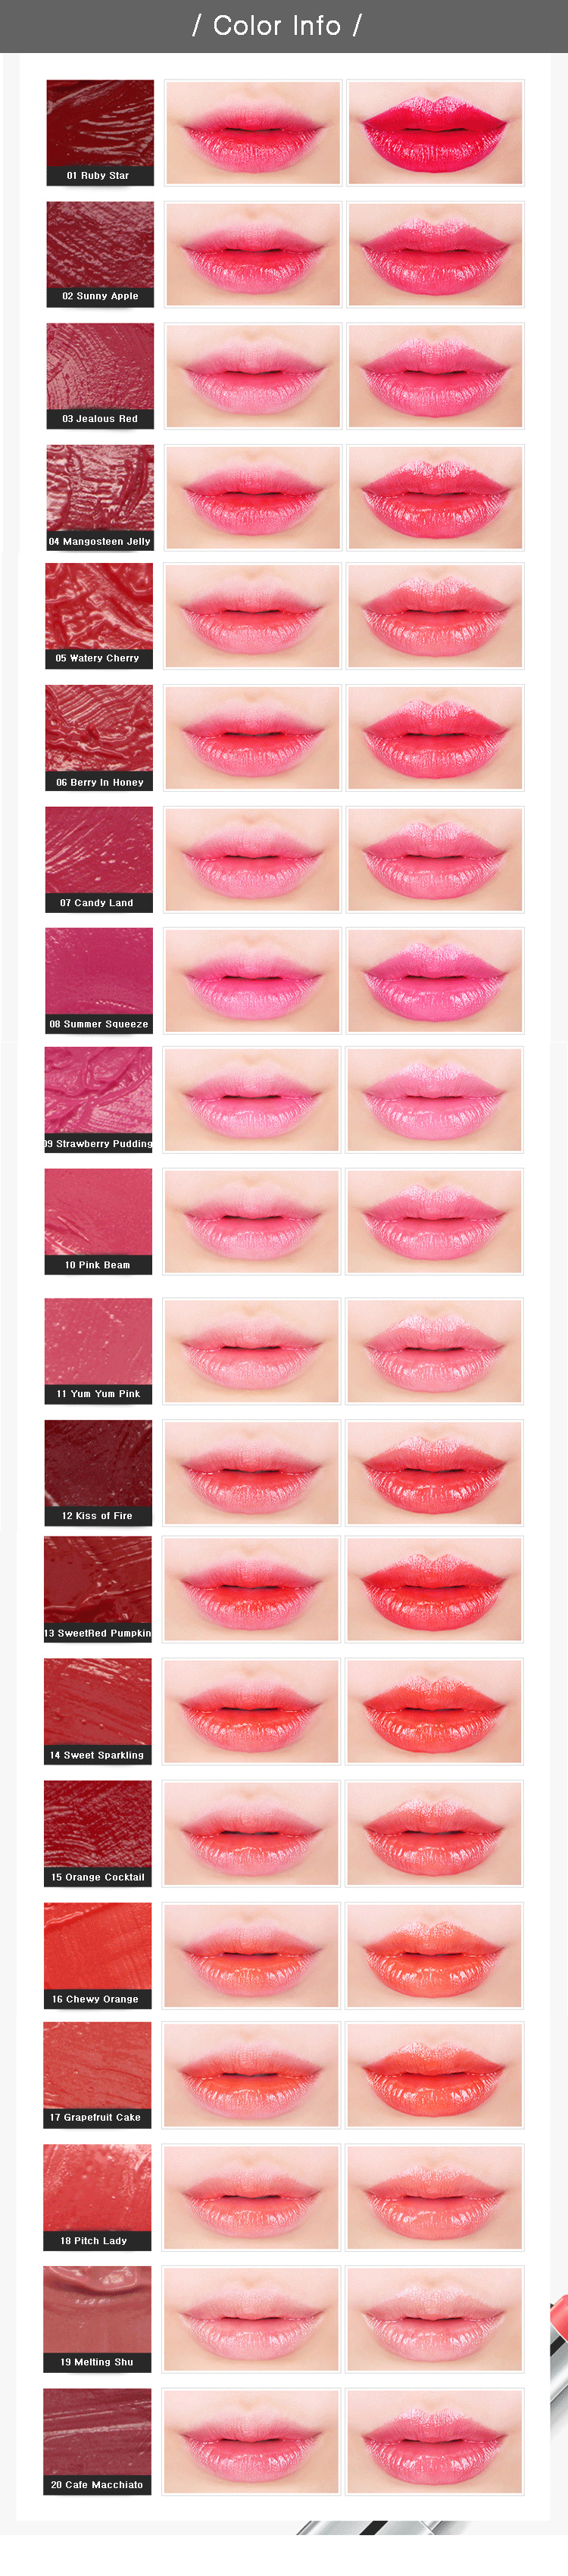 / Color Info /
01 Ruby Star
02 Sunny Apple
03 Jealous Red
04 Mangosteen Jelly
05 Watery Cherry
06 Berry In Honey
07 Candy Land
08 Summer Squeeze
09 Strawberry Pudding
10 Pink Beam
11 Yum Yum Pink
12 Kiss of Fire
13 SweetRed Pumpkin
14 Sweet Sparkling
15 Orange Cocktail
16 Chewy Orange
17 Grapefruit Cake
18 Pitch Lady
19 Melting Shu
20 Cafe Macchiato